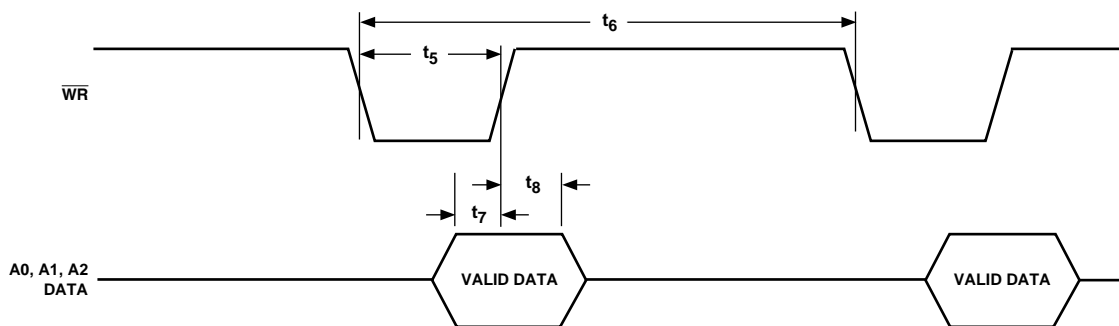 t6
t5
WR
t8
t7
A0, A1, A2
DATA
VALID DATA
VALID DATA